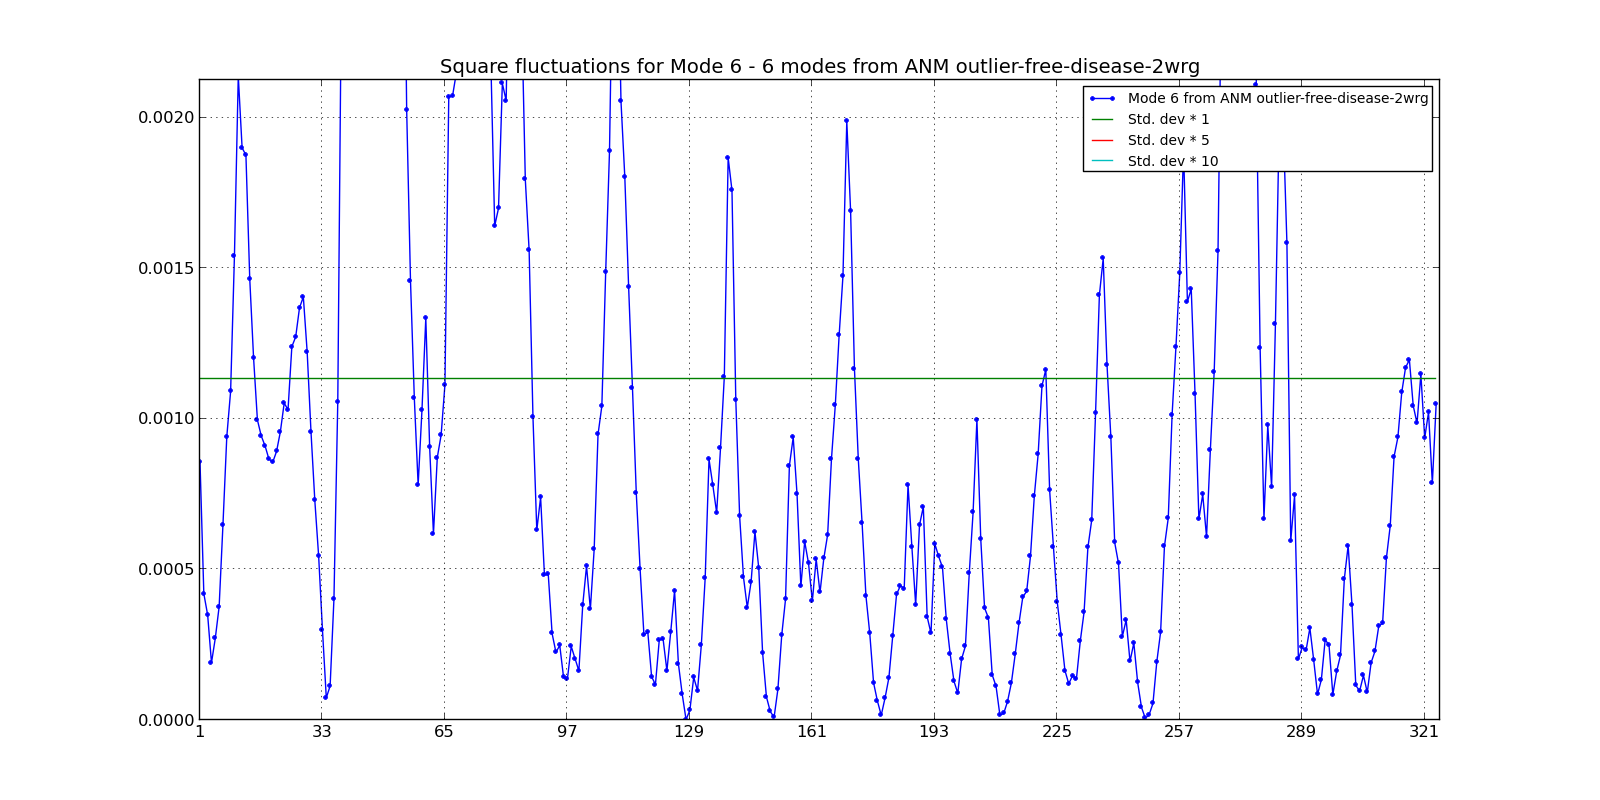 Square fluctuations for Mode 6 - 6 modes from ANM outlier-free-disease-2wrg
Mode 6 from ANM outlier-free-disease-2wrg
Std. dev * 1
Std. dev * 5
Std. dev * 10
0.0020
0.0015
0.0010
0.0005
0.0000
1 33 65 97 129 161 193 225 257 289 321